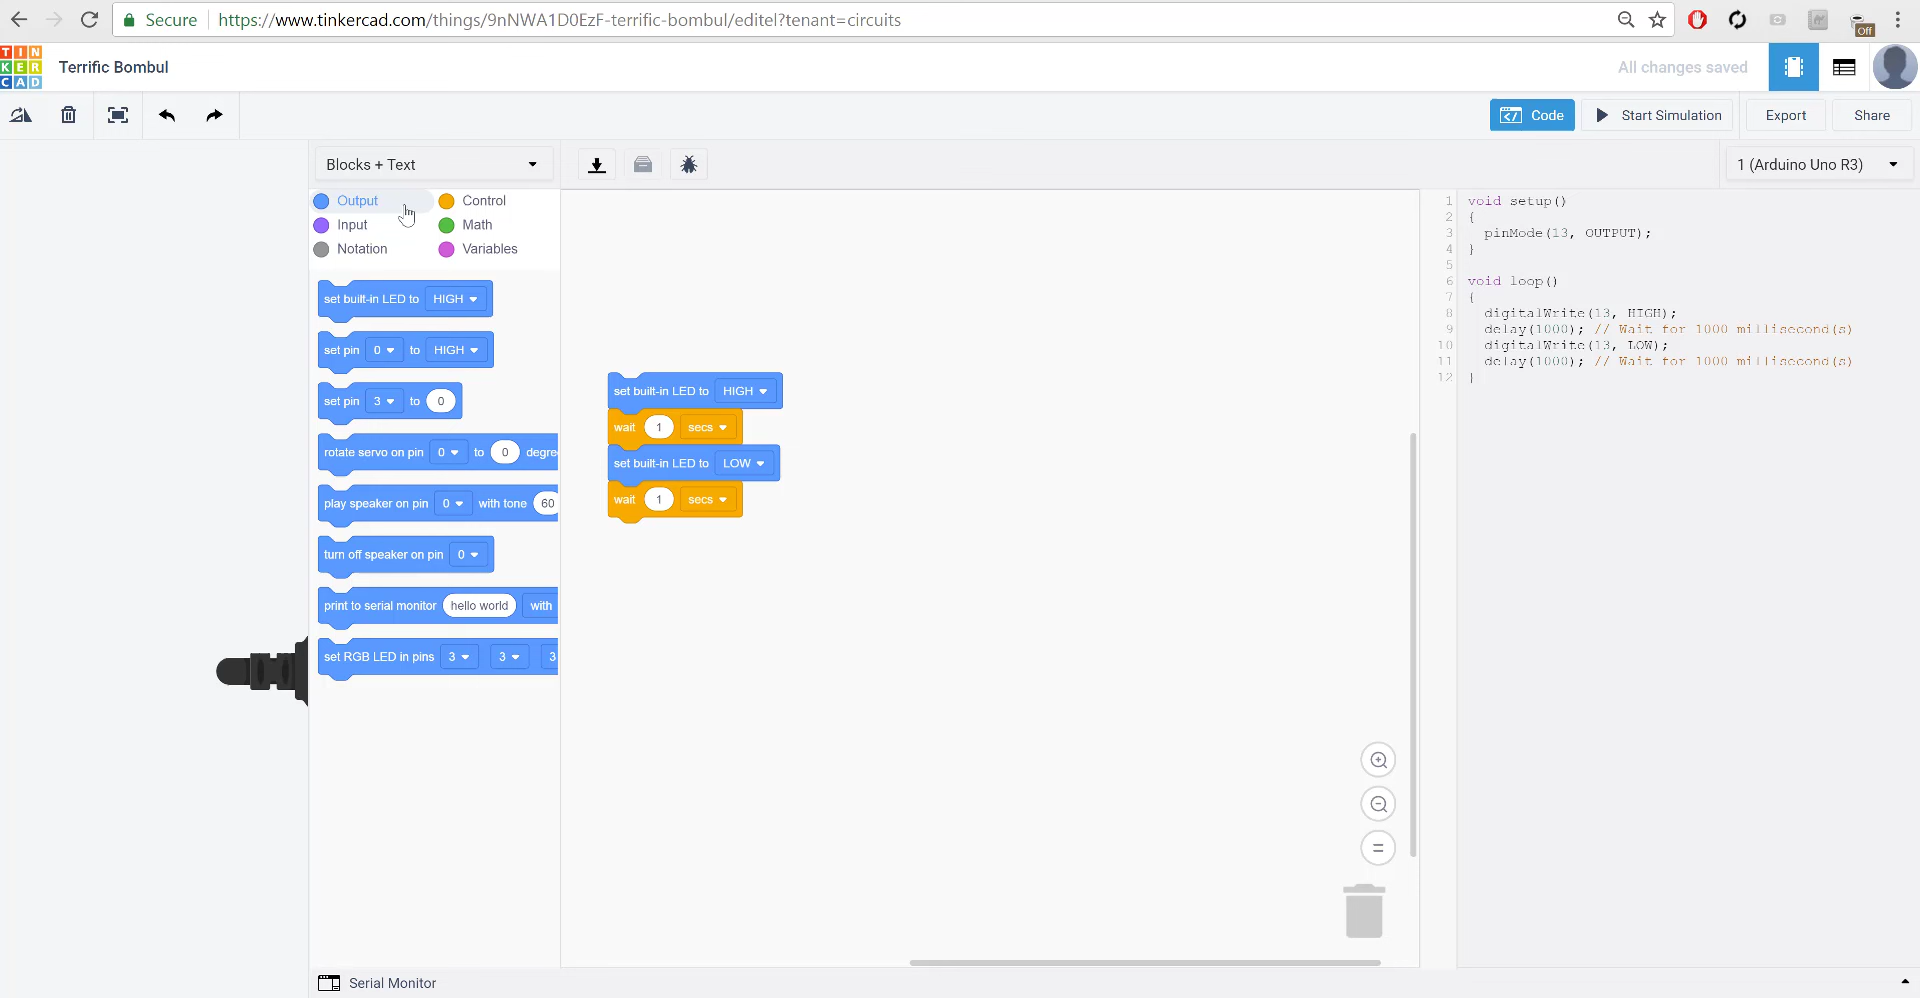 Secure https://www.tinkercad.com/things/9nNWA1D0EzF-terrific-bombul/editel?tenant=circuits
Off
TIN
KER
CAD
Terrific Bombul
All changes saved
Code
Start Simulation
Export
Share
Blocks + Text
1 (Arduino Uno R3)
Output
Control
Input
Math
Notation
Variables
set built-in LED to HIGH
set pin 0 to HIGH
set pin 3 to 0
rotate servo on pin 0 to 0 degre
play speaker on pin 0 with tone 60
turn off speaker on pin 0
print to serial monitor hello world with
set RGB LED in pins 3 3 3
set built-in LED to HIGH
wait 1 secs
set built-in LED to LOW
wait 1 secs
1 void setup()
2 {
3 pinMode(13, OUTPUT);
4 }
5
6 void loop()
7 {
8 digitalWrite(13, HIGH);
9 delay(1000); // Wait for 1000 millisecond(s)
10 digitalWrite(13, LOW);
11 delay(1000); // Wait for 1000 millisecond(s)
12 }
Serial Monitor